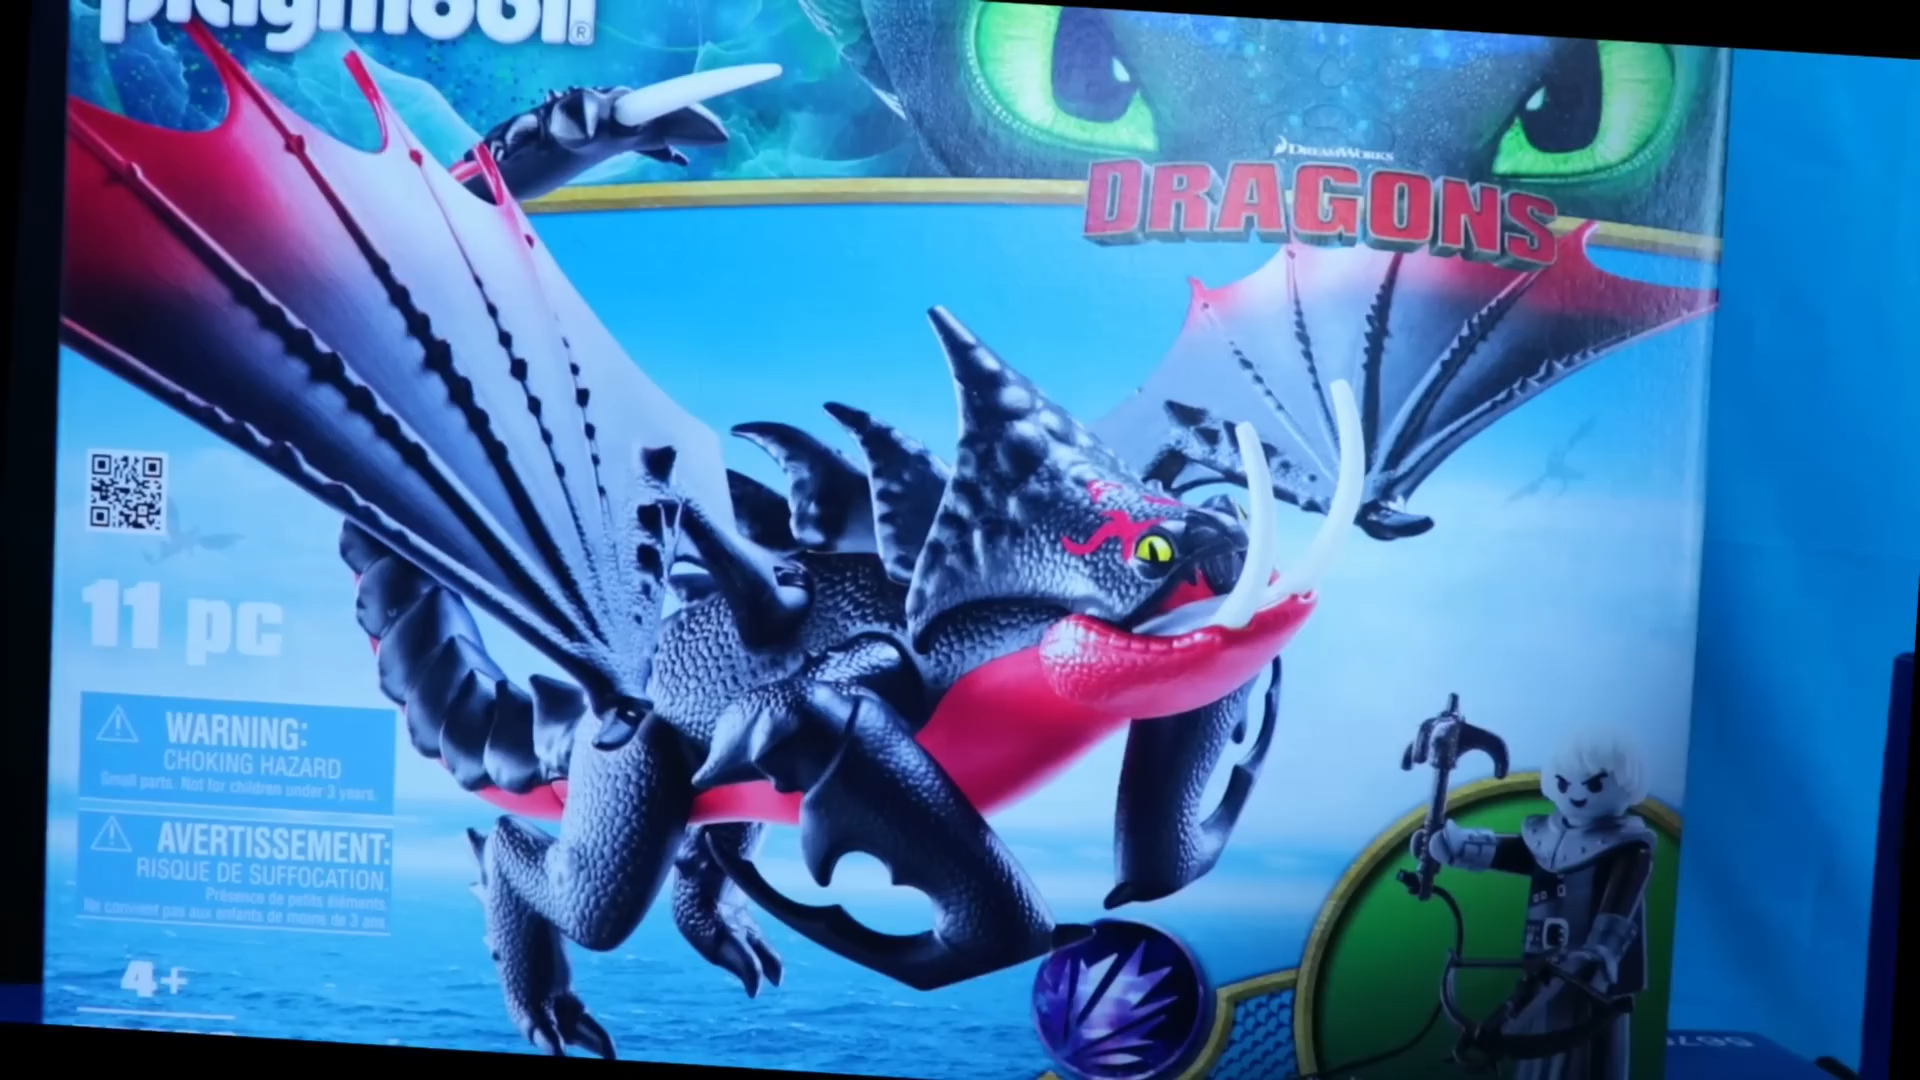 playmobil®
DREAMWORKS
DRAGONS
11 pc
WARNING:
CHOKING HAZARD
Small parts. Not for children under 3 years.
AVERTISSEMENT:
RISQUE DE SUFFOCATION.
Présence de petits éléments.
Ne convient pas aux enfants de moins de 3 ans.
4+